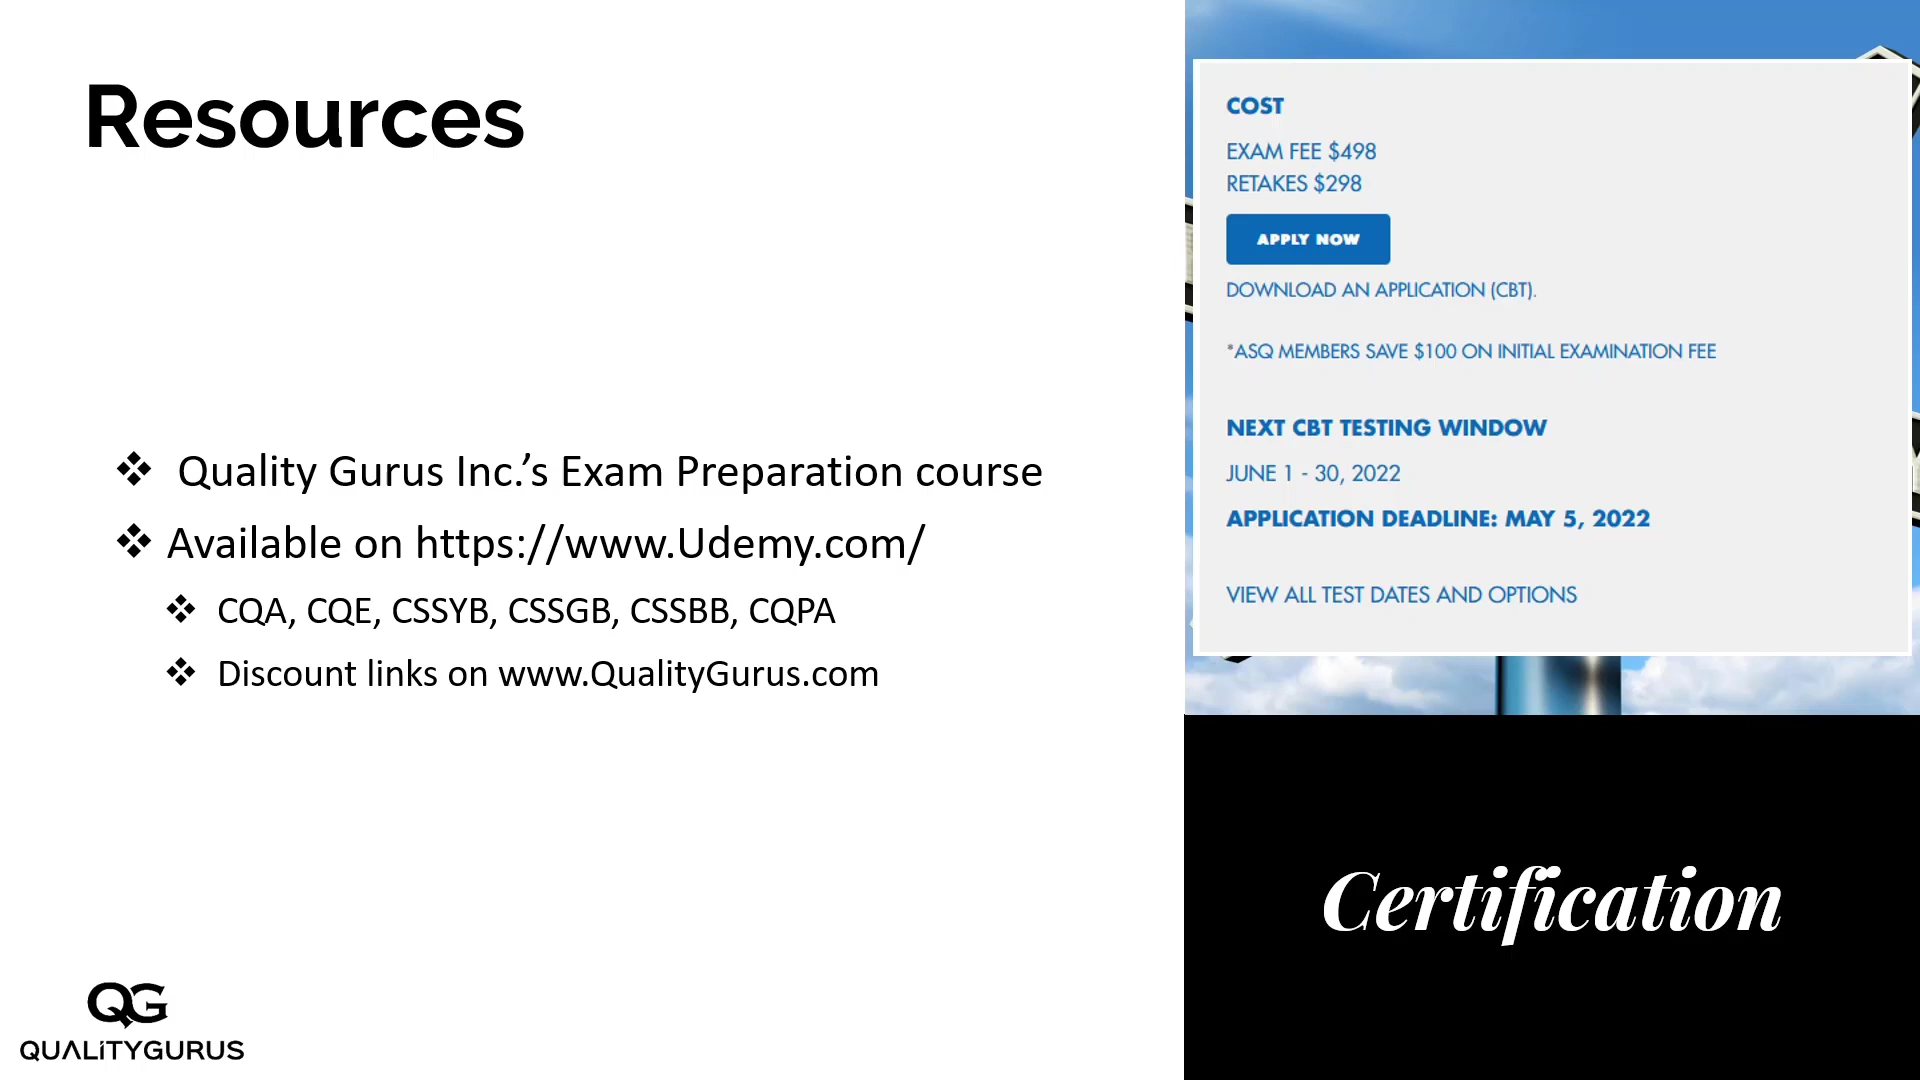 Resources
❖ Quality Gurus Inc.’s Exam Preparation course
❖ Available on https://www.Udemy.com/
❖ CQA, CQE, CSSYB, CSSGB, CSSBB, CQPA
❖ Discount links on www.QualityGurus.com
QG
QUALITYGURUS
COST
EXAM FEE $498
RETAKES $298
APPLY NOW
DOWNLOAD AN APPLICATION (CBT).
*ASQ MEMBERS SAVE $100 ON INITIAL EXAMINATION FEE
NEXT CBT TESTING WINDOW
JUNE 1 - 30, 2022
APPLICATION DEADLINE: MAY 5, 2022
VIEW ALL TEST DATES AND OPTIONS
Certification